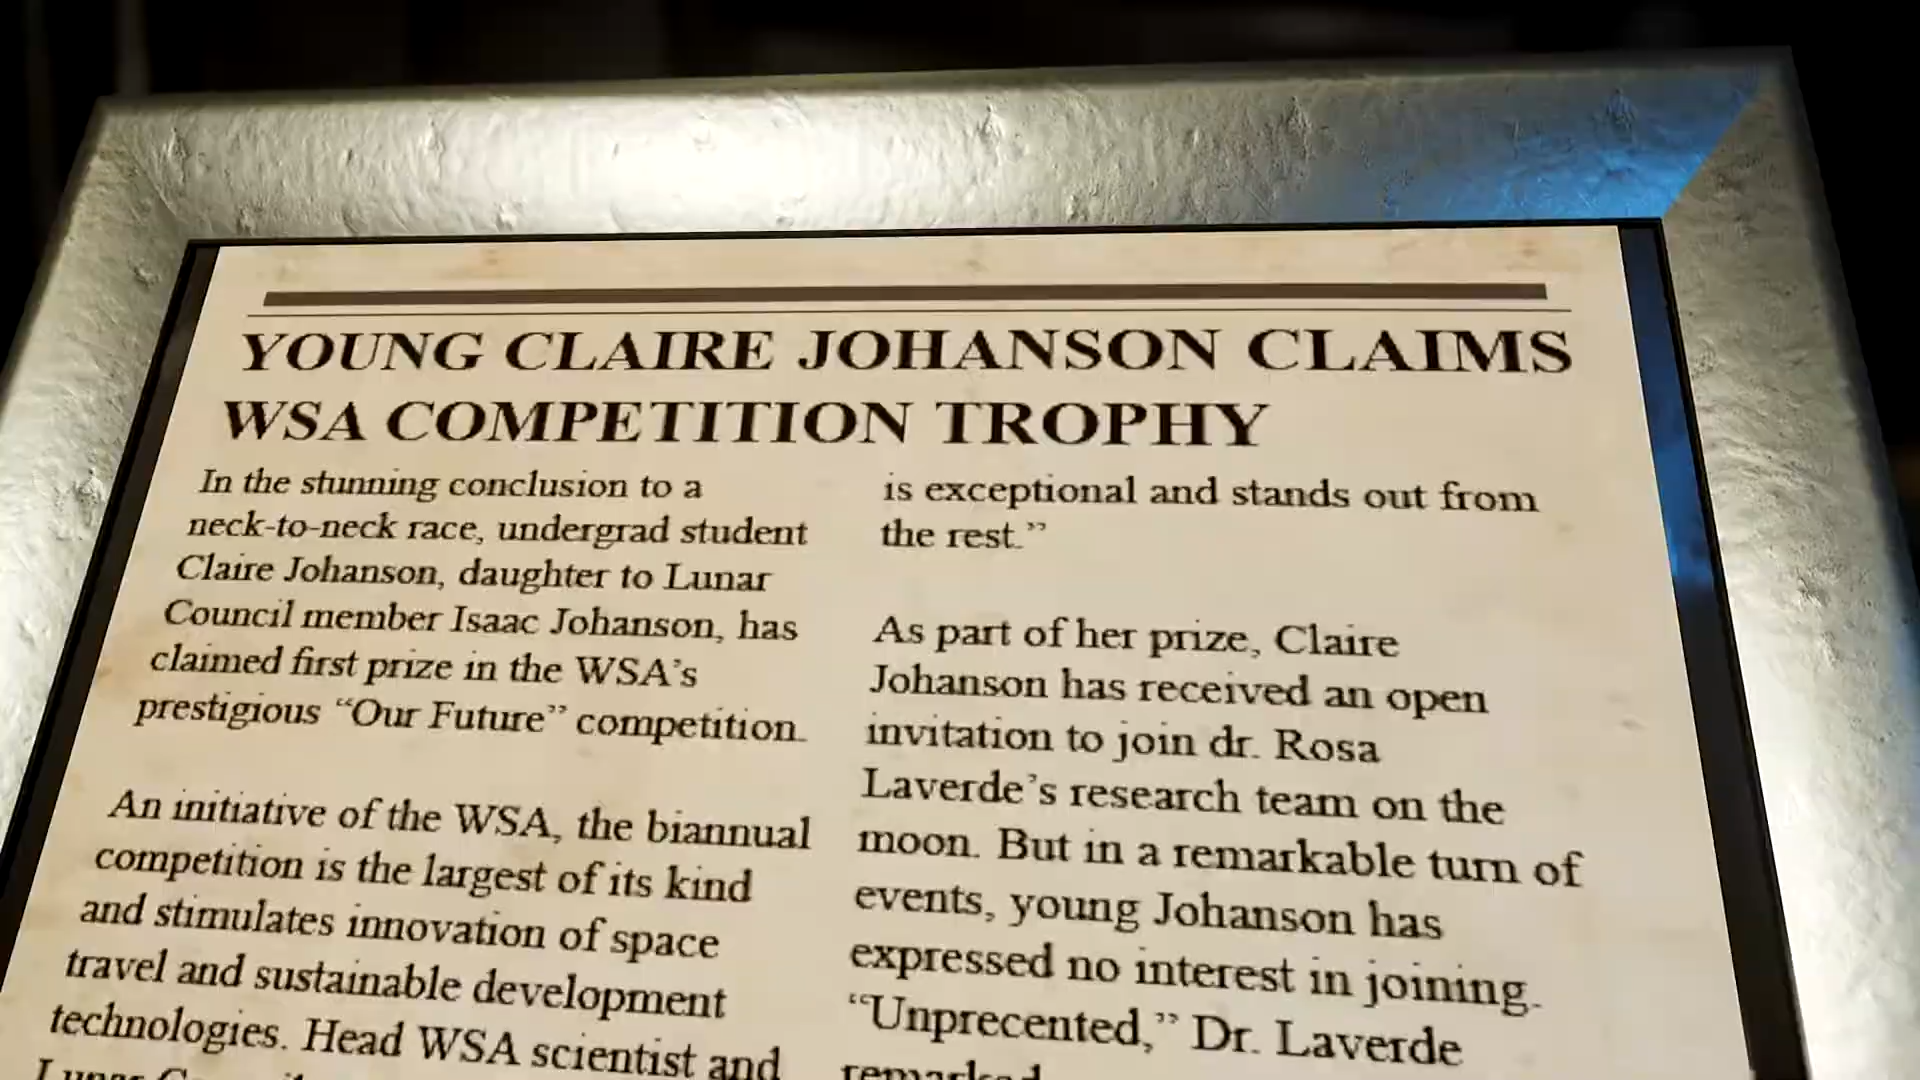 YOUNG CLAIRE JOHANSON CLAIMS
WSA COMPETITION TROPHY
In the stunning conclusion to a
neck-to-neck race, undergrad student
Claire Johanson, daughter to Lunar
Council member Isaac Johanson, has
claimed first prize in the WSA's
prestigious “Our Future” competition.
An initiative of the WSA, the biannual
competition is the largest of its kind
and stimulates innovation of space
travel and sustainable development
technologies. Head WSA scientist and
Lunar
is exceptional and stands out from
the rest.”
As part of her prize, Claire
Johanson has received an open
invitation to join dr. Rosa
Laverde's research team on the
moon. But in a remarkable turn of
events, young Johanson has
expressed no interest in joining.
“Unprecented,” Dr. Laverde
remarked